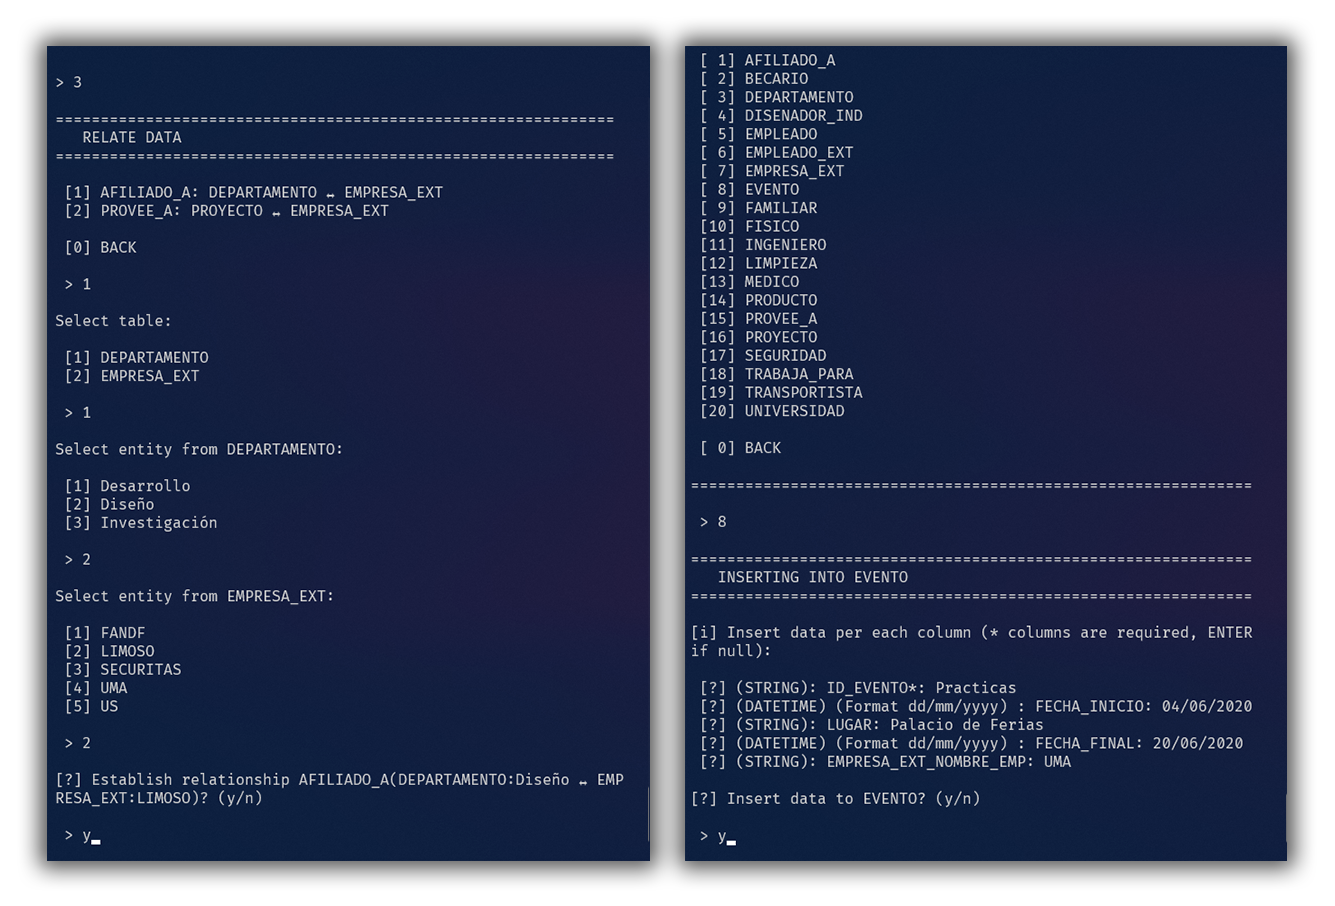 > 3
==============================================================
RELATE DATA
==============================================================
[1] AFILIADO_A: DEPARTAMENTO ↔ EMPRESA_EXT
[2] PROVEE_A: PROYECTO ↔ EMPRESA_EXT
[0] BACK
> 1
Select table:
[1] DEPARTAMENTO
[2] EMPRESA_EXT
> 1
Select entity from DEPARTAMENTO:
[1] Desarrollo
[2] Diseño
[3] Investigación
> 2
Select entity from EMPRESA_EXT:
[1] FANDF
[2] LIMOSO
[3] SECURITAS
[4] UMA
[5] US
> 2
[?] Establish relationship AFILIADO_A(DEPARTAMENTO:Diseño ↔ EMP
RESA_EXT:LIMOSO)? (y/n)
> y
[ 1] AFILIADO_A
[ 2] BECARIO
[ 3] DEPARTAMENTO
[ 4] DISENADOR_IND
[ 5] EMPLEADO
[ 6] EMPLEADO_EXT
[ 7] EMPRESA_EXT
[ 8] EVENTO
[ 9] FAMILIAR
[10] FISICO
[11] INGENIERO
[12] LIMPIEZA
[13] MEDICO
[14] PRODUCTO
[15] PROVEE_A
[16] PROYECTO
[17] SEGURIDAD
[18] TRABAJA_PARA
[19] TRANSPORTISTA
[20] UNIVERSIDAD
[ 0] BACK
==============================================================
> 8
==============================================================
INSERTING INTO EVENTO
==============================================================
[i] Insert data per each column (* columns are required, ENTER
if null):
[?] (STRING): ID_EVENTO*: Practicas
[?] (DATETIME) (Format dd/mm/yyyy) : FECHA_INICIO: 04/06/2020
[?] (STRING): LUGAR: Palacio de Ferias
[?] (DATETIME) (Format dd/mm/yyyy) : FECHA_FINAL: 20/06/2020
[?] (STRING): EMPRESA_EXT_NOMBRE_EMP: UMA
[?] Insert data to EVENTO? (y/n)
> y